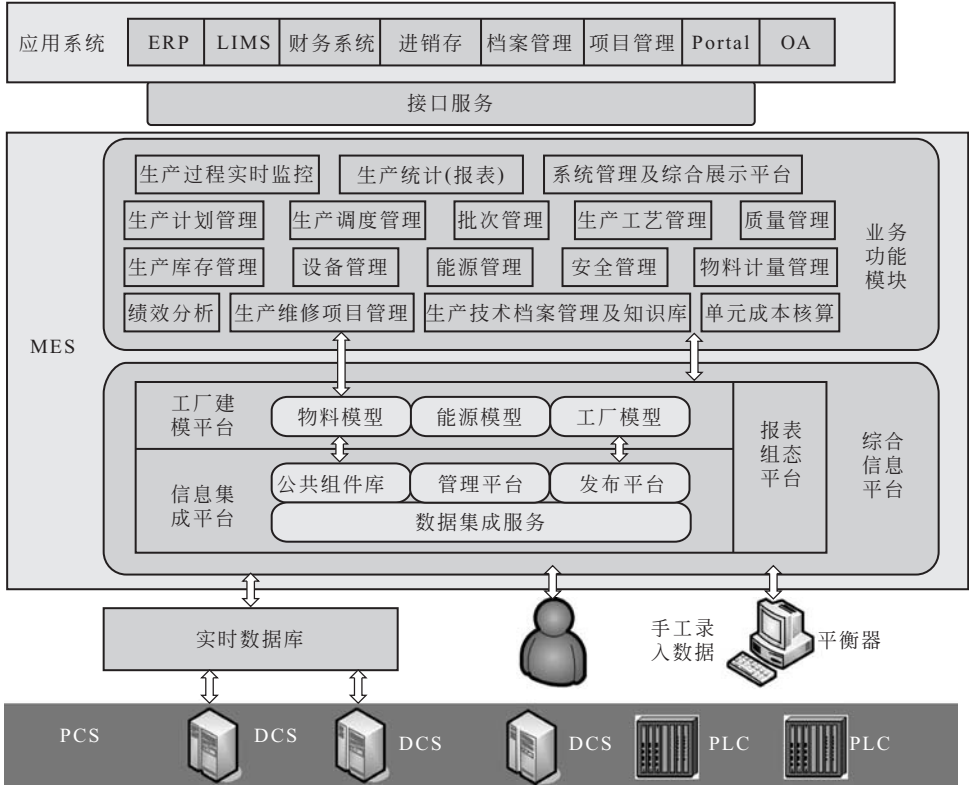 应用系统
ERP
LIMS
财务系统
进销存
档案管理
项目管理
Portal
OA
接口服务
MES
生产过程实时监控
生产统计(报表)
系统管理及综合展示平台
生产计划管理
生产调度管理
批次管理
生产工艺管理
质量管理
生产库存管理
设备管理
能源管理
安全管理
物料计量管理
绩效分析
生产维修项目管理
生产技术档案管理及知识库
单元成本核算
业务
功能
模块
工厂建
模平台
物料模型
能源模型
工厂模型
信息集
成平台
公共组件库
管理平台
发布平台
数据集成服务
报表
组态
平台
综合
信息
平台
实时数据库
手工录
入数据
平衡器
PCS
DCS
DCS
DCS
PLC
PLC